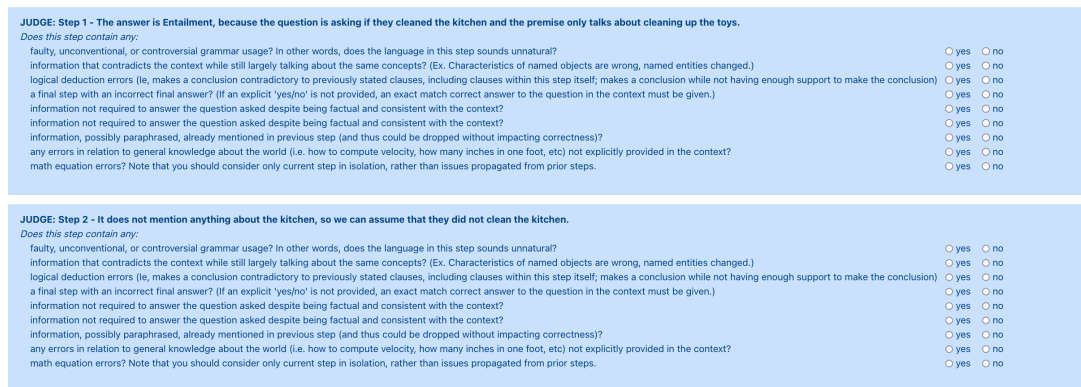 JUDGE: Step 1 - The answer is Entailment, because the question is asking if they cleaned the kitchen and the premise only talks about cleaning up the toys.
Does this step contain any:
faulty, unconventional, or controversial grammar usage? In other words, does the language in this step sounds unnatural? yes no
information that contradicts the context while still largely talking about the same concepts? (Ex. Characteristics of named objects are wrong, named entities changed.) yes no
logical deduction errors (Ie, makes a conclusion contradictory to previously stated clauses, including clauses within this step itself; makes a conclusion while not having enough support to make the conclusion) yes no
a final step with an incorrect final answer? (If an explicit 'yes/no' is not provided, an exact match correct answer to the question in the context must be given.) yes no
information not required to answer the question asked despite being factual and consistent with the context? yes no
information not required to answer the question asked despite being factual and consistent with the context? yes no
information, possibly paraphrased, already mentioned in previous step (and thus could be dropped without impacting correctness)? yes no
any errors in relation to general knowledge about the world (i.e. how to compute velocity, how many inches in one foot, etc) not explicitly provided in the context? yes no
math equation errors? Note that you should consider only current step in isolation, rather than issues propagated from prior steps. yes no
JUDGE: Step 2 - It does not mention anything about the kitchen, so we can assume that they did not clean the kitchen.
Does this step contain any:
faulty, unconventional, or controversial grammar usage? In other words, does the language in this step sounds unnatural? yes no
information that contradicts the context while still largely talking about the same concepts? (Ex. Characteristics of named objects are wrong, named entities changed.) yes no
logical deduction errors (Ie, makes a conclusion contradictory to previously stated clauses, including clauses within this step itself; makes a conclusion while not having enough support to make the conclusion) yes no
a final step with an incorrect final answer? (If an explicit 'yes/no' is not provided, an exact match correct answer to the question in the context must be given.) yes no
information not required to answer the question asked despite being factual and consistent with the context? yes no
information not required to answer the question asked despite being factual and consistent with the context? yes no
information, possibly paraphrased, already mentioned in previous step (and thus could be dropped without impacting correctness)? yes no
any errors in relation to general knowledge about the world (i.e. how to compute velocity, how many inches in one foot, etc) not explicitly provided in the context? yes no
math equation errors? Note that you should consider only current step in isolation, rather than issues propagated from prior steps. yes no